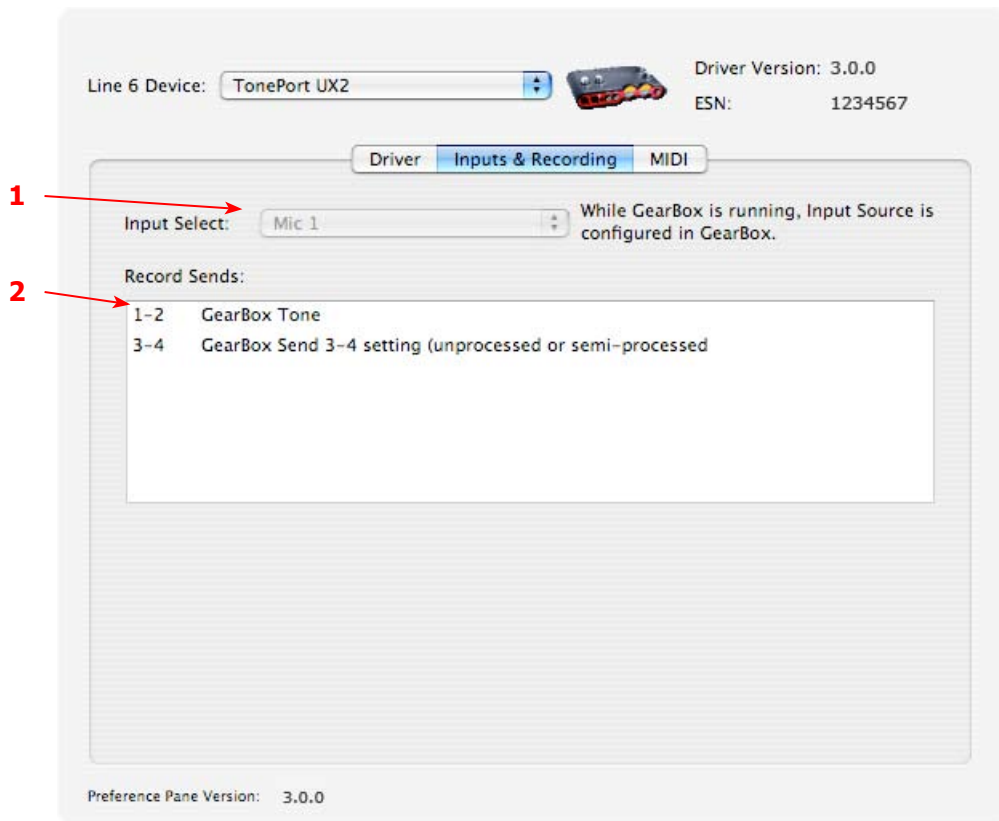 Line 6 Device: TonePort UX2
Driver Version: 3.0.0
ESN: 1234567
Driver Inputs & Recording MIDI
1
Input Select: Mic 1
While GearBox is running, Input Source is
configured in GearBox.
2
Record Sends:
1-2 GearBox Tone
3-4 GearBox Send 3-4 setting (unprocessed or semi-processed
Preference Pane Version: 3.0.0